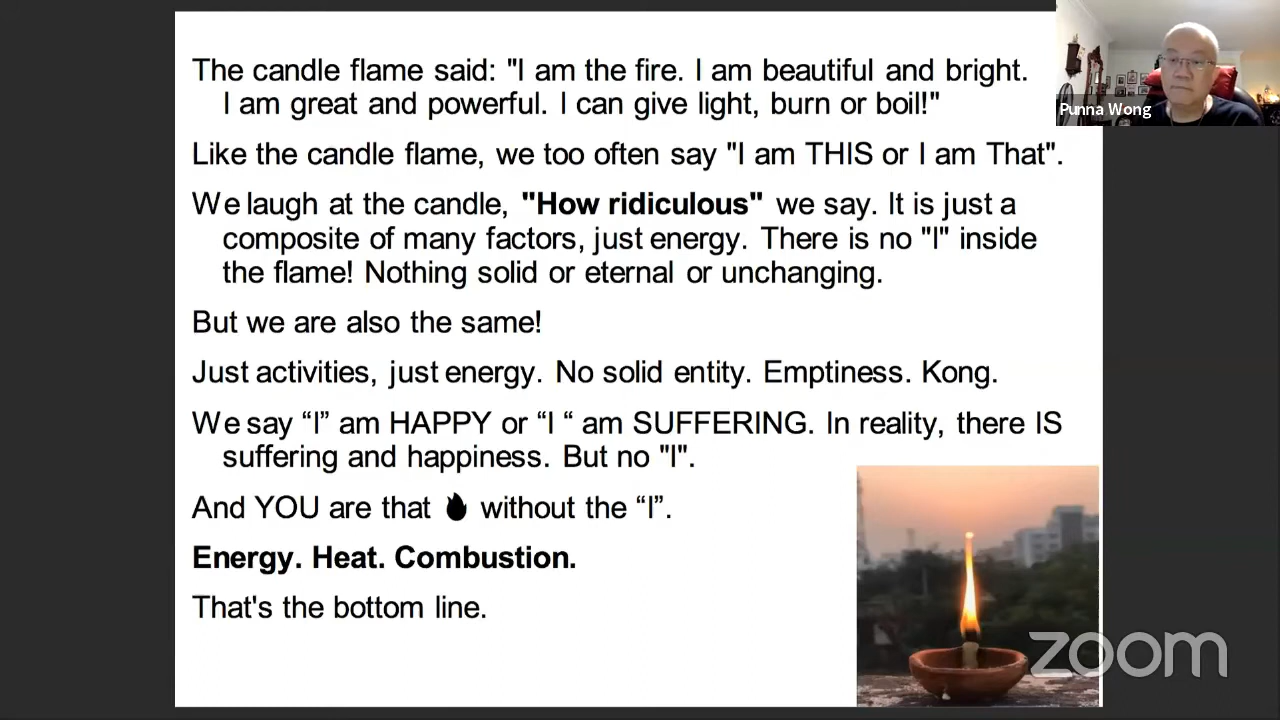 The candle flame said: "I am the fire. I am beautiful and bright.
I am great and powerful. I can give light, burn or boil!"
Like the candle flame, we too often say "I am THIS or I am That".
We laugh at the candle, "How ridiculous" we say. It is just a
composite of many factors, just energy. There is no "I" inside
the flame! Nothing solid or eternal or unchanging.
But we are also the same!
Just activities, just energy. No solid entity. Emptiness. Kong.
We say “I” am HAPPY or “I “ am SUFFERING. In reality, there IS
suffering and happiness. But no "I".
And YOU are that 🔥 without the “I”.
Energy. Heat. Combustion.
That's the bottom line.
Punna Wong
zoom